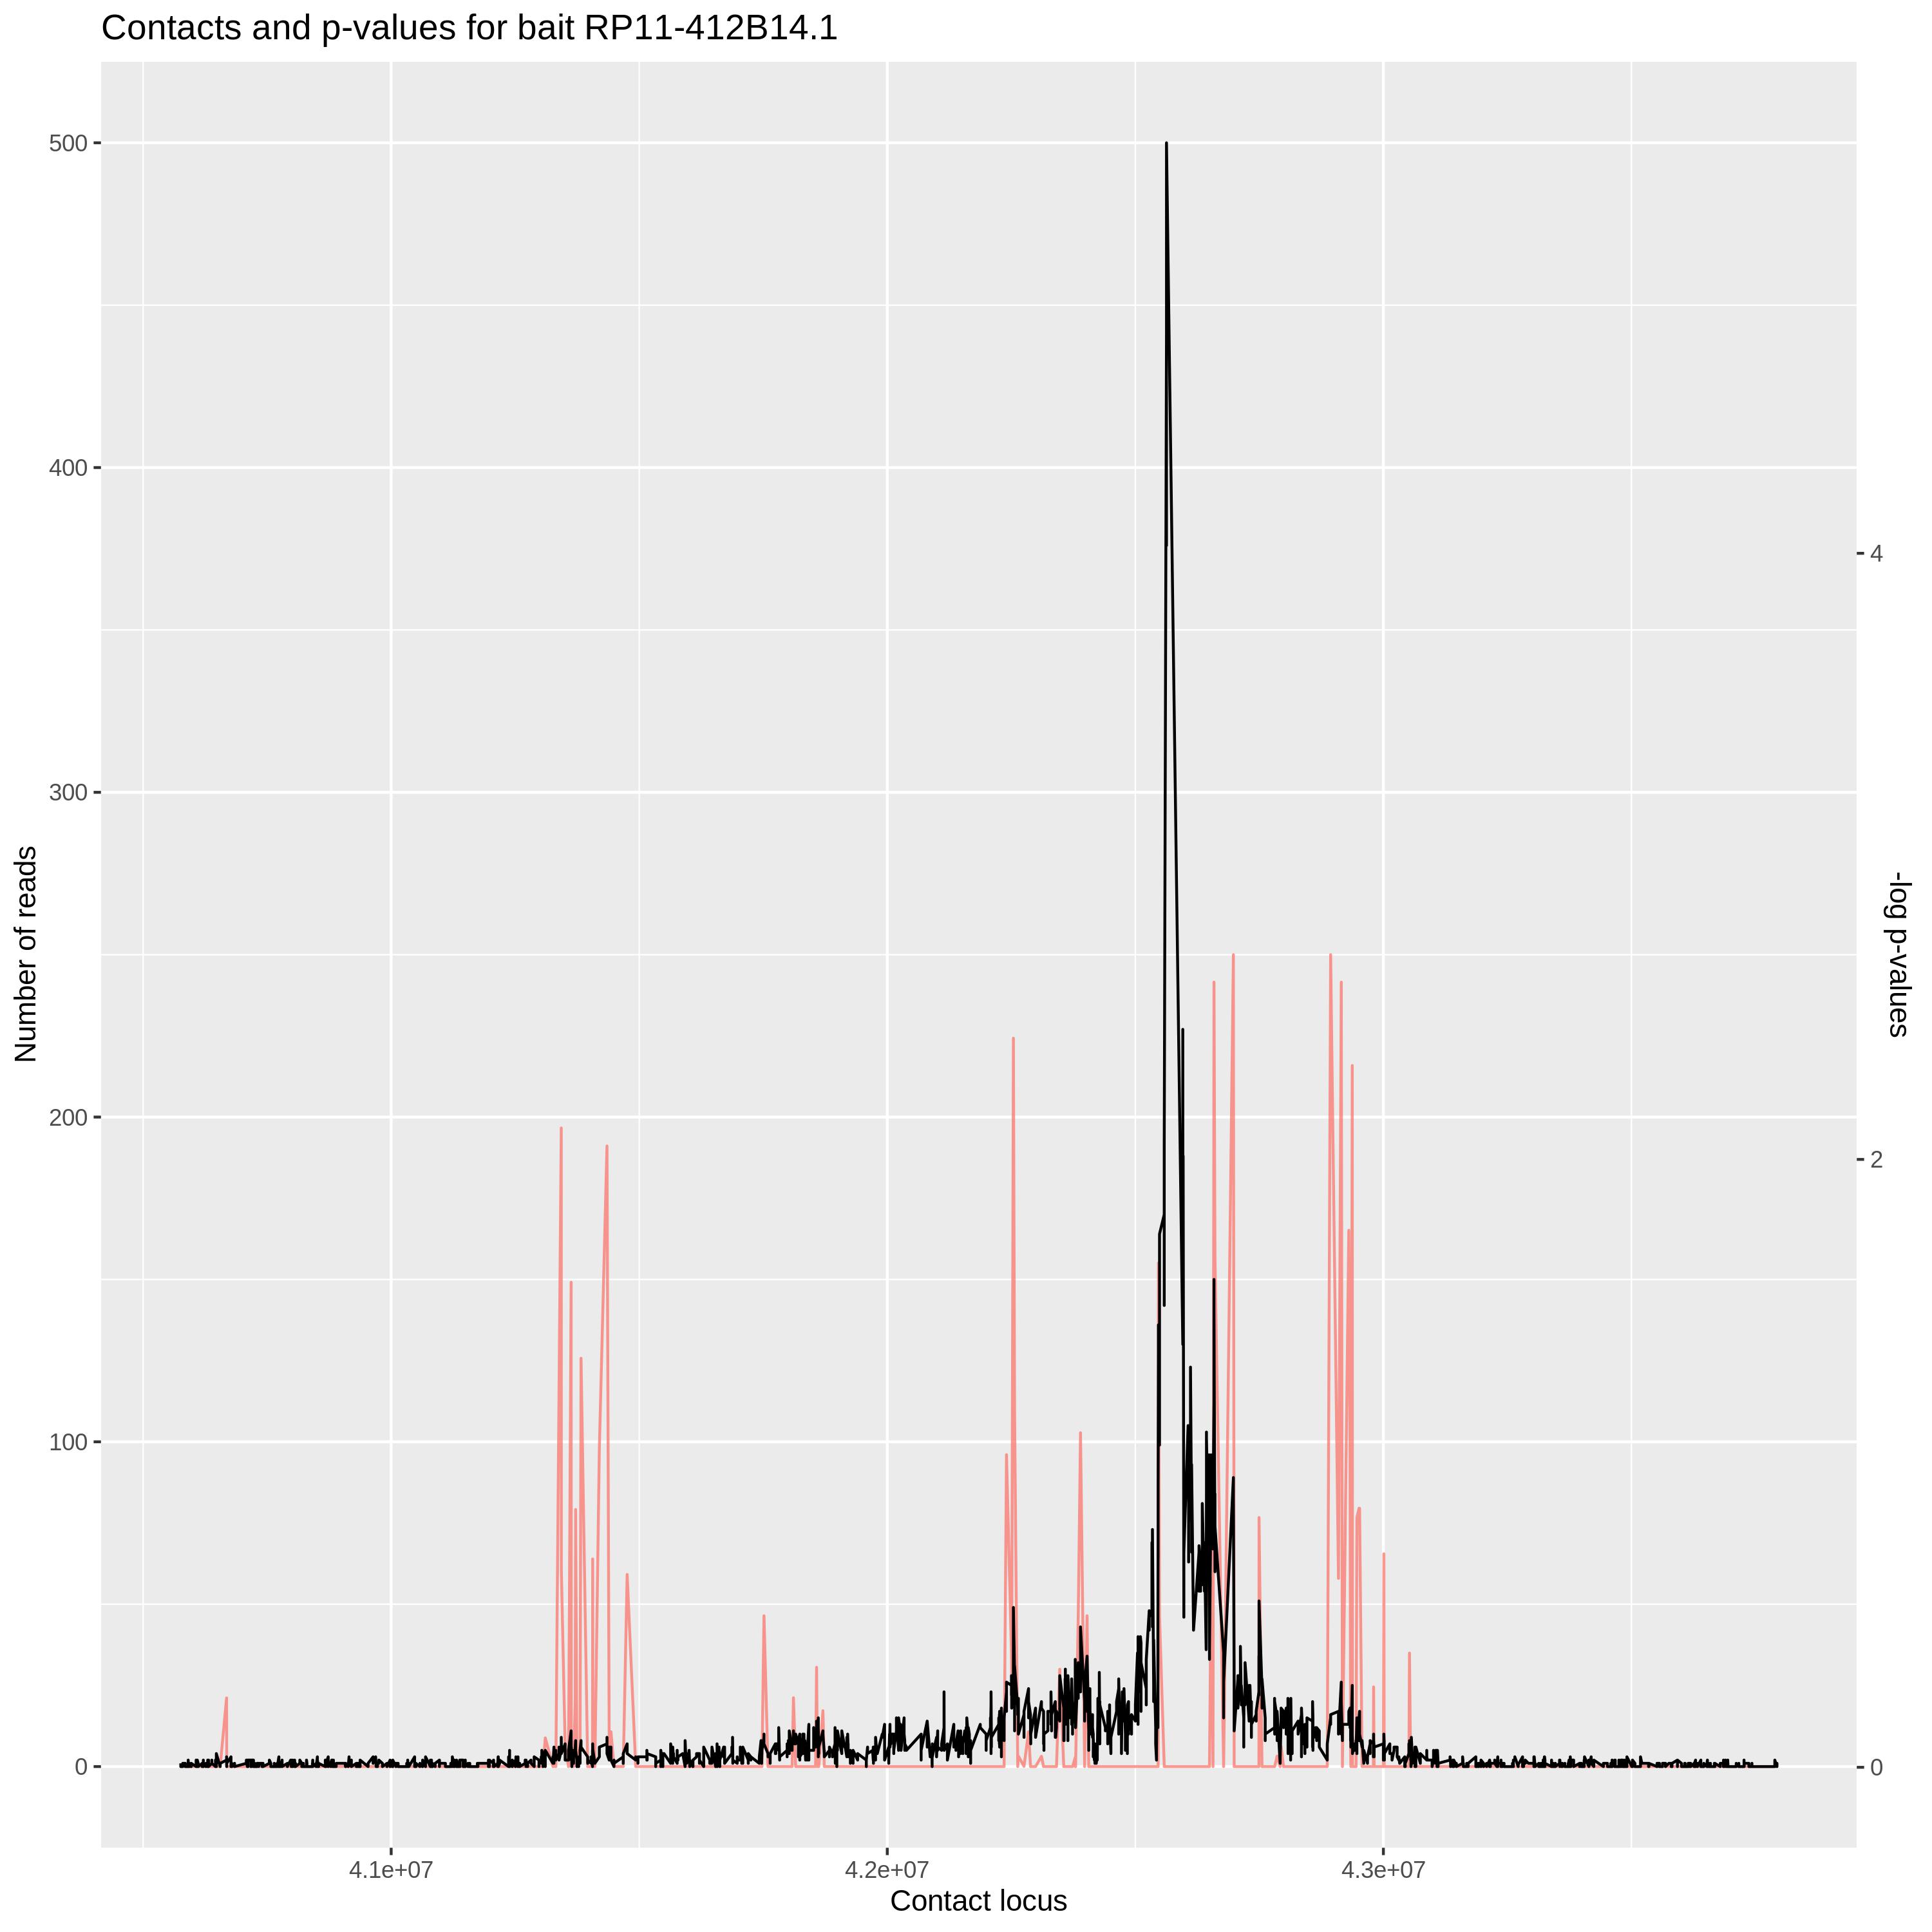 Contacts and p-values for bait RP11-412B14.1
500
400
300
200
100
0
Number of reads
4
2
0
-log p-values
4.1e+07
4.2e+07
4.3e+07
Contact locus